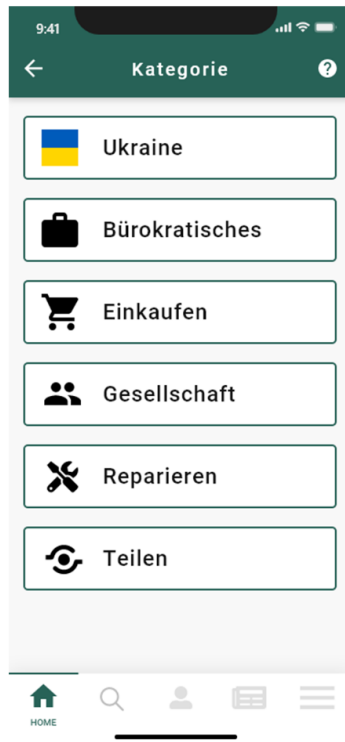 9:41
Kategorie
Ukraine
Bürokratisches
Einkaufen
Gesellschaft
Reparieren
Teilen
HOME